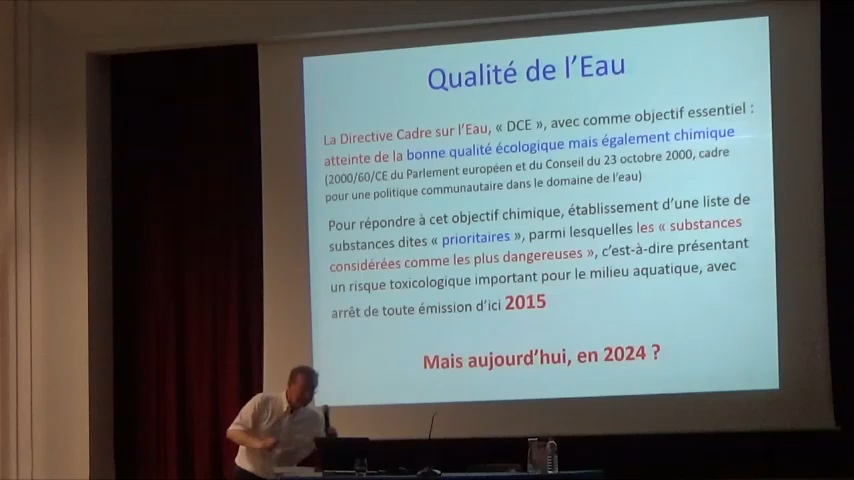 Qualité de l'Eau
La Directive Cadre sur l'Eau, « DCE », avec comme objectif essentiel :
atteinte de la bonne qualité écologique mais également chimique
(2000/60/CE du Parlement européen et du Conseil du 23 octobre 2000, cadre
pour une politique communautaire dans le domaine de l'eau)
Pour répondre à cet objectif chimique, établissement d'une liste de
substances dites « prioritaires », parmi lesquelles les « substances
considérées comme les plus dangereuses », c'est-à-dire présentant
un risque toxicologique important pour le milieu aquatique, avec
arrêt de toute émission d'ici 2015
Mais aujourd'hui, en 2024 ?